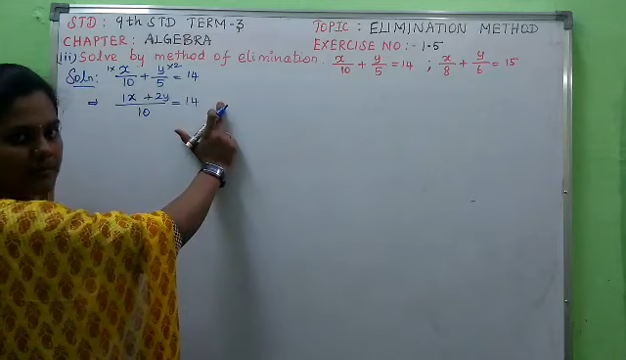 STD : 9th STD TERM-3
TOPIC : ELIMINATION METHOD
CHAPTER : ALGEBRA
EXERCISE NO :- 1.5
iii) Solve by method of elimination. x/10 + y/5 = 14 ; x/8 + y/6 = 15
Soln: 1× x/10 + y/5 ×2 = 14
⇒ 1x + 2y/10 = 14